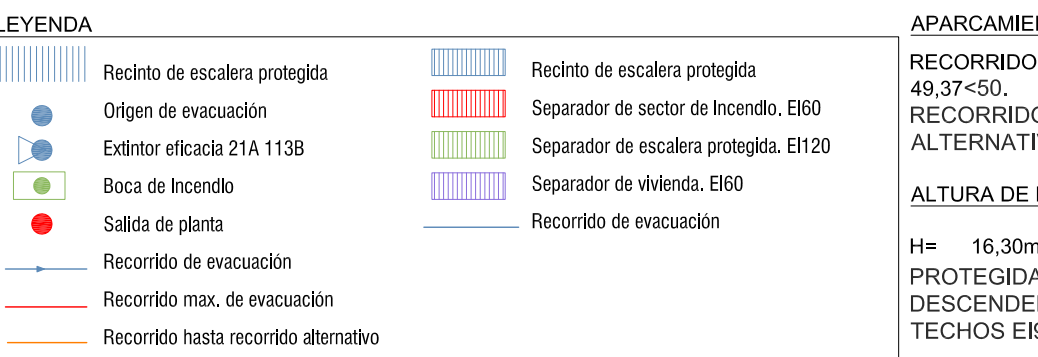 LEYENDA
Recinto de escalera protegida
Origen de evacuación
Extintor eficacia 21A 113B
Boca de Incendio
Salida de planta
Recorrido de evacuación
Recorrido max. de evacuación
Recorrido hasta recorrido alternativo
Recinto de escalera protegida
Separador de sector de Incendio. EI60
Separador de escalera protegida. EI120
Separador de vivienda. EI60
Recorrido de evacuación
RECORRIDO
49,37<50.
ALTURA DE
H= 16,30m
TECHOS